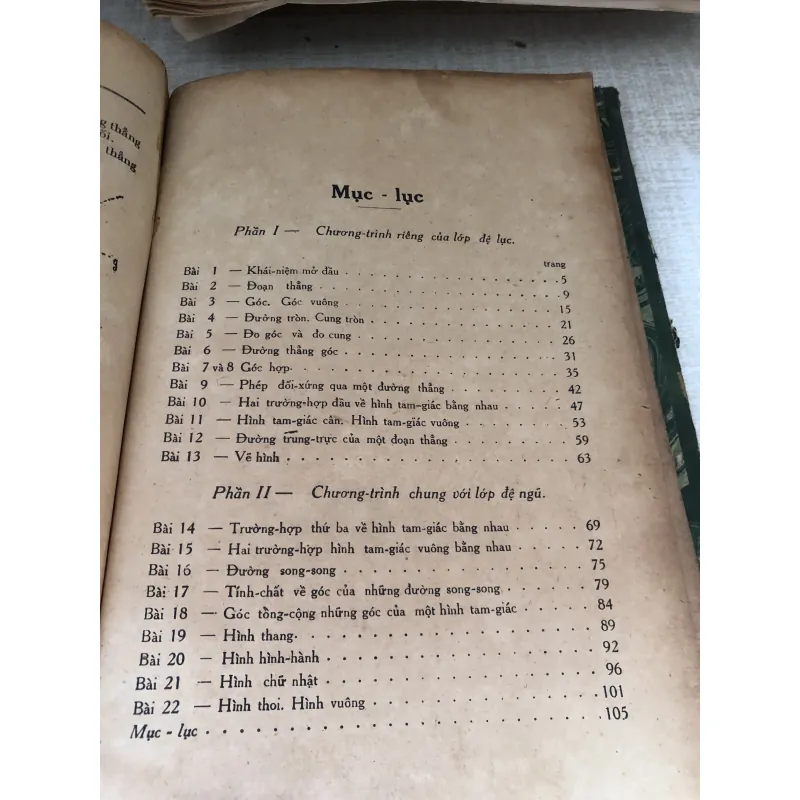 g thẳng
ối.
thẳng
Mục - lục
Phần I — Chương-trình riêng của lớp đệ lục.
trang
Bài 1 — Khái-niệm mở đầu . . . . . . . . . . . . . 5
Bài 2 — Đoạn thẳng . . . . . . . . . . . . . 9
Bài 3 — Góc. Góc vuông . . . . . . . . . . . . . 15
Bài 4 — Đường tròn. Cung tròn . . . . . . . . . . . . . 21
Bài 5 — Đo góc và đo cung . . . . . . . . . . . . . 26
Bài 6 — Đường thẳng góc . . . . . . . . . . . . . 31
Bài 7 và 8 Góc hợp . . . . . . . . . . . . . 35
Bài 9 — Phép đối-xứng qua một đường thẳng . . . . . . . . 42
Bài 10 — Hai trường-hợp đầu về hình tam-giác bằng nhau . . . . . . 47
Bài 11 — Hình tam-giác cân. Hình tam-giác vuông . . . . . . . 53
Bài 12 — Đường trung-trực của một đoạn thẳng . . . . . . . . 59
Bài 13 — Vẽ hình . . . . . . . . . . . . . 63
Phần II — Chương-trình chung với lớp đệ ngũ.
Bài 14 — Trường-hợp thứ ba về hình tam-giác bằng nhau . . . . . 69
Bài 15 — Hai trường-hợp hình tam-giác vuông bằng nhau . . . . . 72
Bài 16 — Đường song-song . . . . . . . . . . . . . 75
Bài 17 — Tính-chất về góc của những đường song-song . . . . . 79
Bài 18 — Góc tổng-cộng những góc của một hình tam-giác . . . . 84
Bài 19 — Hình thang . . . . . . . . . . . . . 89
Bài 20 — Hình hình-hành . . . . . . . . . . . . . 92
Bài 21 — Hình chữ nhật . . . . . . . . . . . . . 96
Bài 22 — Hình thoi. Hình vuông . . . . . . . . . . . 101
Mục - lục . . . . . . . . . . . . . . . . 105